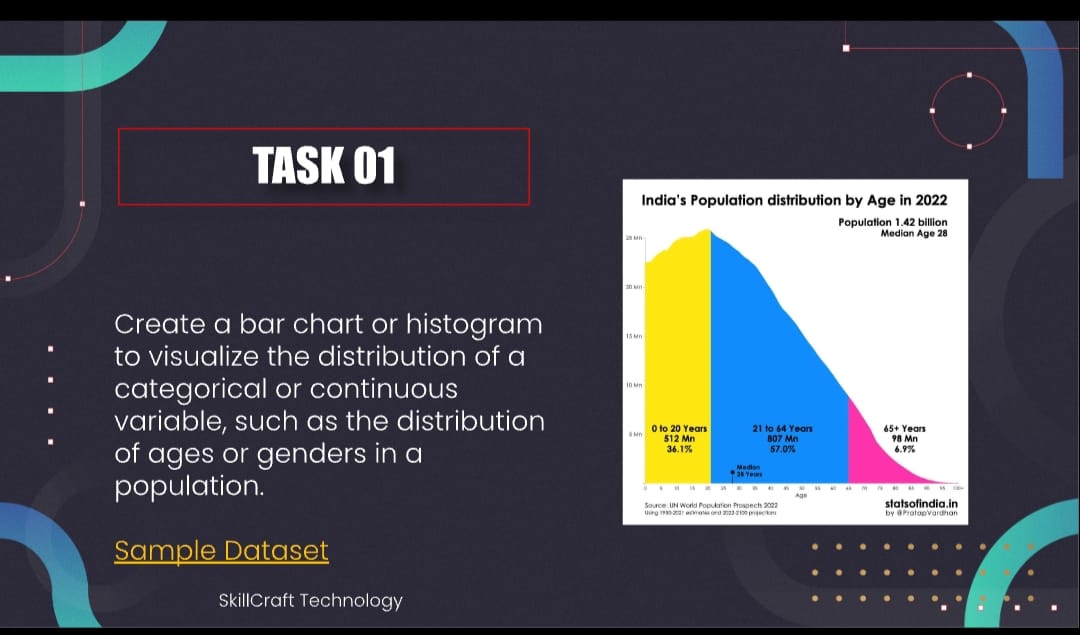 TASK 01
Create a bar chart or histogram
to visualize the distribution of a
categorical or continuous
variable, such as the distribution
of ages or genders in a
population.
Sample Dataset
SkillCraft Technology
India's Population distribution by Age in 2022
Population 1.42 billion
Median Age 28
25 Mn
20 Mn
15 Mn
10 Mn
5 Mn
0 to 20 Years
512 Mn
36.1%
21 to 64 Years
807 Mn
57.0%
65+ Years
98 Mn
6.9%
Median
28 Years
0 5 10 15 20 25 30 35 40 45 50 55 60 65 70 75 80 85 90 95 100+
Age
Source: UN World Population Prospects 2022
Using 1950-2021 estimates and 2022-2100 projections
statsofindia.in
by @PratapVardhan